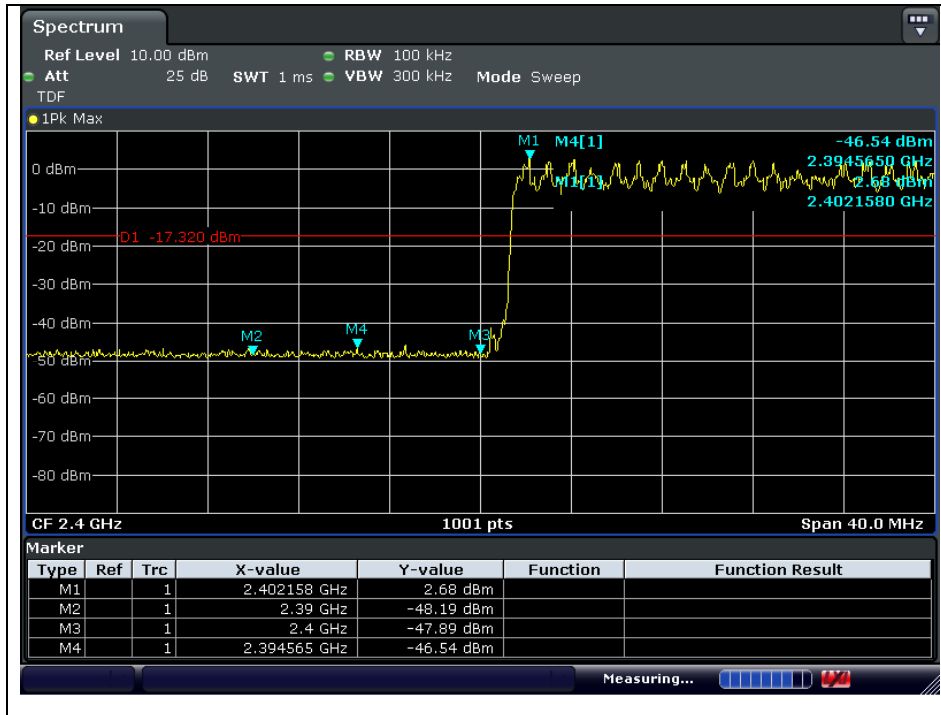 Spectrum
Ref Level 10.00 dBm RBW 100 kHz
Att 25 dB SWT 1 ms VBW 300 kHz Mode Sweep
TDF
1Pk Max
M1 M4[1] -46.54 dBm
2.3945650 GHz
0 dBm
M1[1] 2.68 dBm
2.4021580 GHz
-10 dBm
D1 -17.320 dBm
-20 dBm
-30 dBm
-40 dBm
M2 M4 M3
-50 dBm
-60 dBm
-70 dBm
-80 dBm
CF 2.4 GHz 1001 pts Span 40.0 MHz
Marker
Type Ref Trc X-value Y-value Function Function Result
M1 1 2.402158 GHz 2.68 dBm
M2 1 2.39 GHz -48.19 dBm
M3 1 2.4 GHz -47.89 dBm
M4 1 2.394565 GHz -46.54 dBm
Measuring...